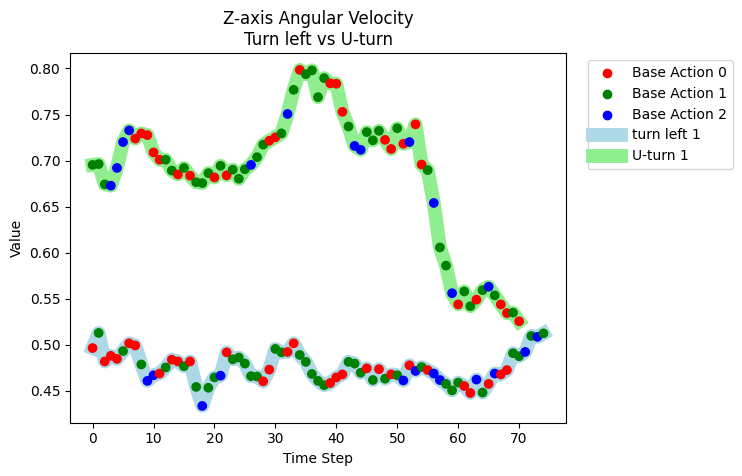 Z-axis Angular Velocity
Turn left vs U-turn
Value
0.80
0.75
0.70
0.65
0.60
0.55
0.50
0.45
0
10
20
30
40
50
60
70
Time Step
Base Action 0
Base Action 1
Base Action 2
turn left 1
U-turn 1